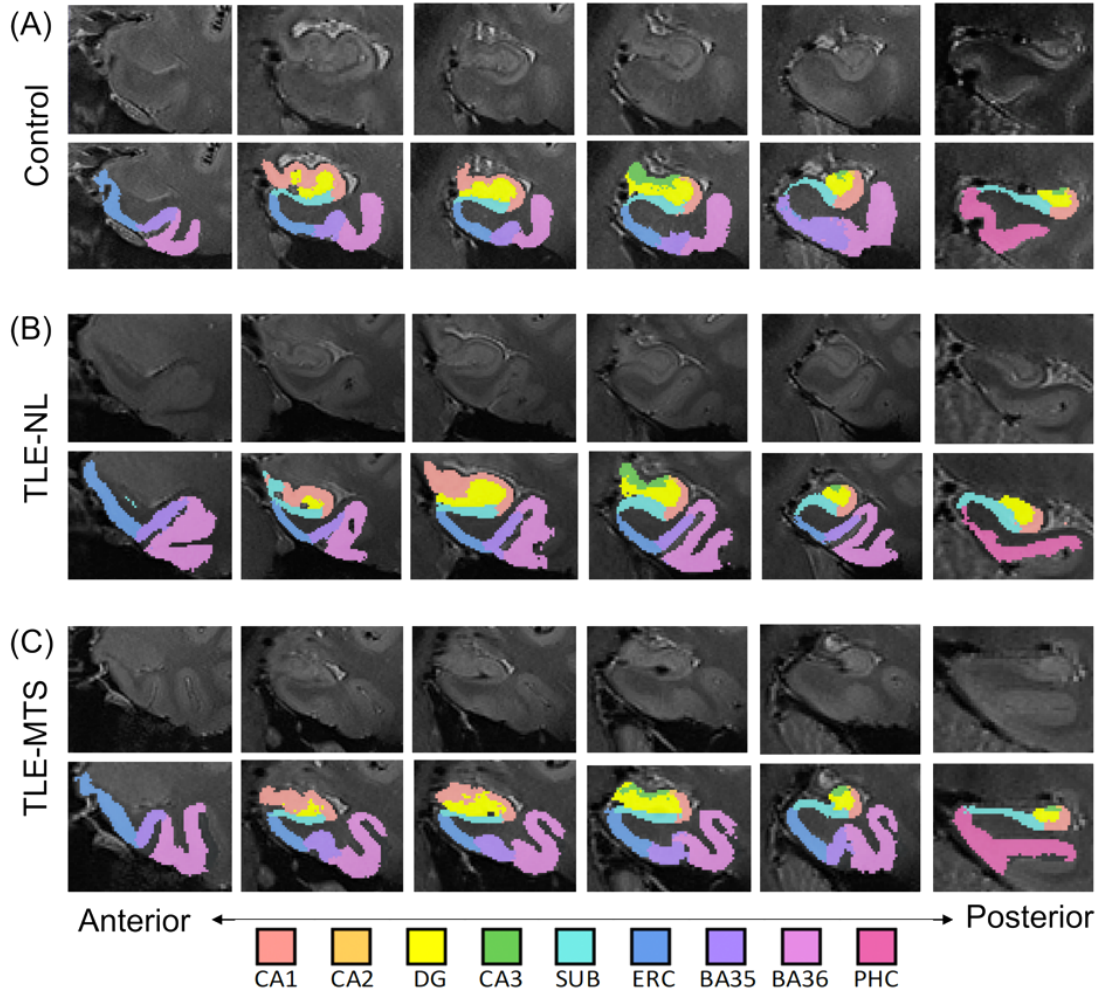 (A)
Control
(B)
TLE-NL
(C)
TLE-MTS
Anterior
Posterior
CA1 CA2 DG CA3 SUB ERC BA35 BA36 PHC